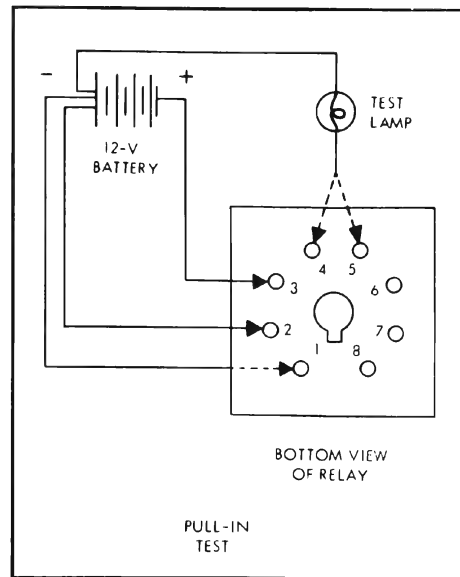 - +
12-V
BATTERY
TEST
LAMP
4 5
3 6
2 7
1 8
BOTTOM VIEW
OF RELAY
PULL-IN
TEST